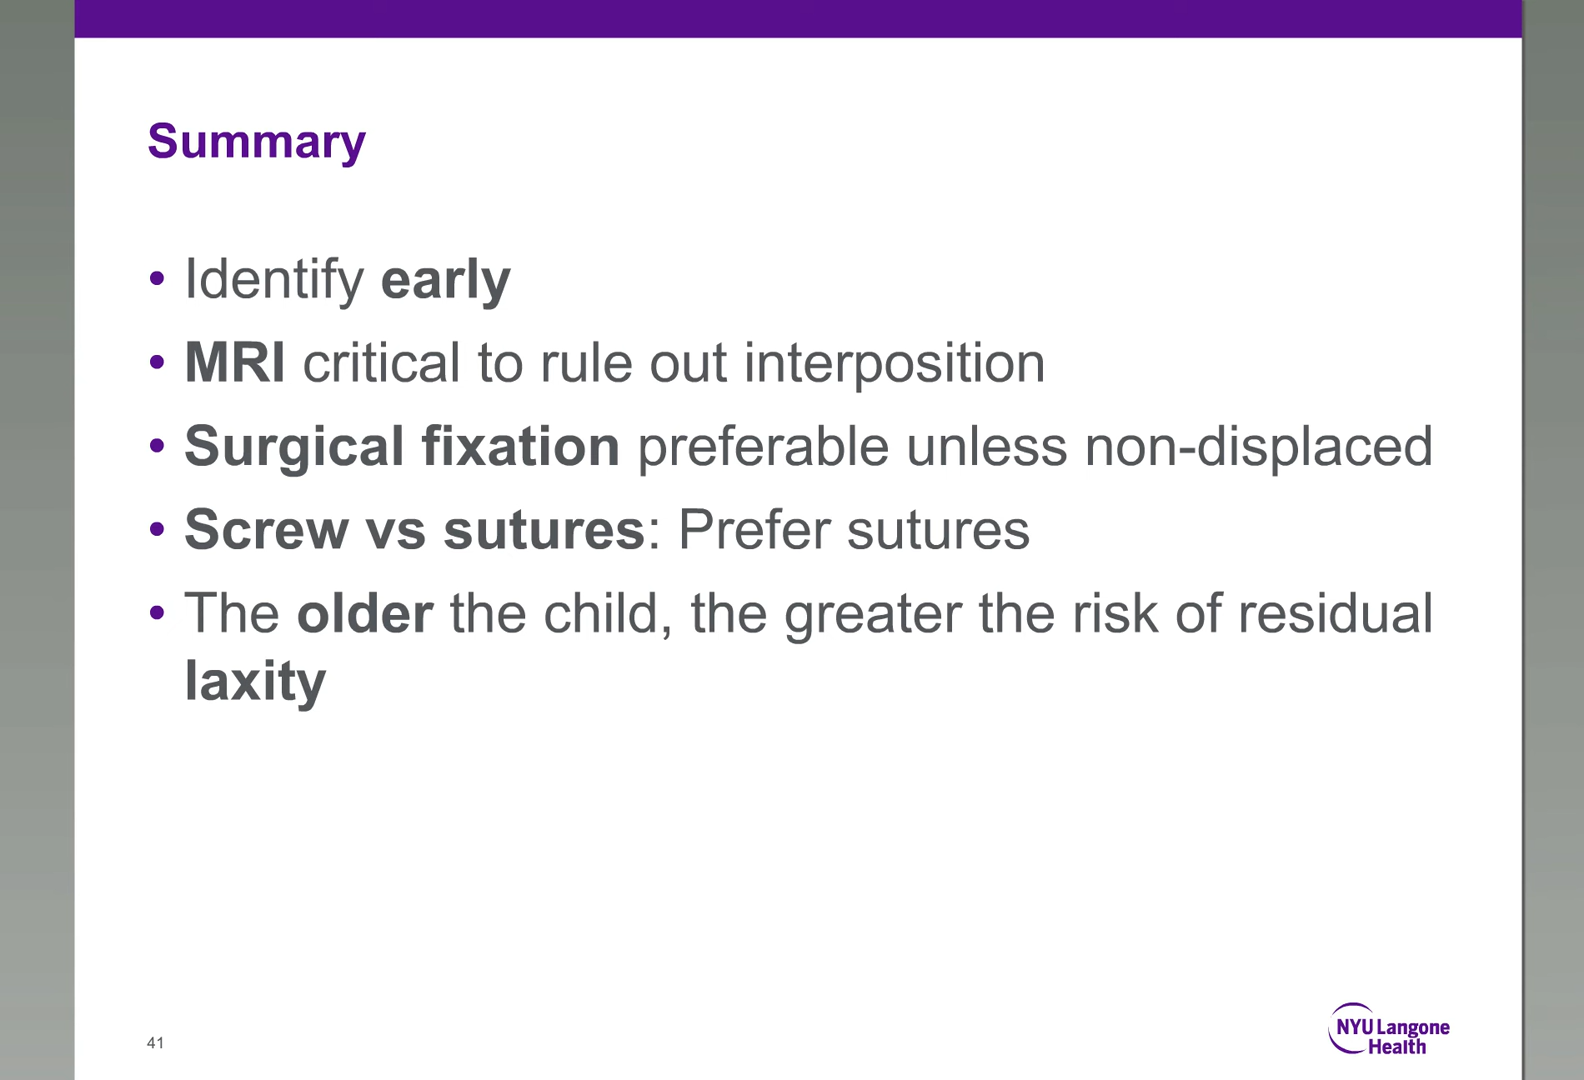 Summary
• Identify early
• MRI critical to rule out interposition
• Surgical fixation preferable unless non-displaced
• Screw vs sutures: Prefer sutures
• The older the child, the greater the risk of residual
laxity
41
NYU Langone
Health